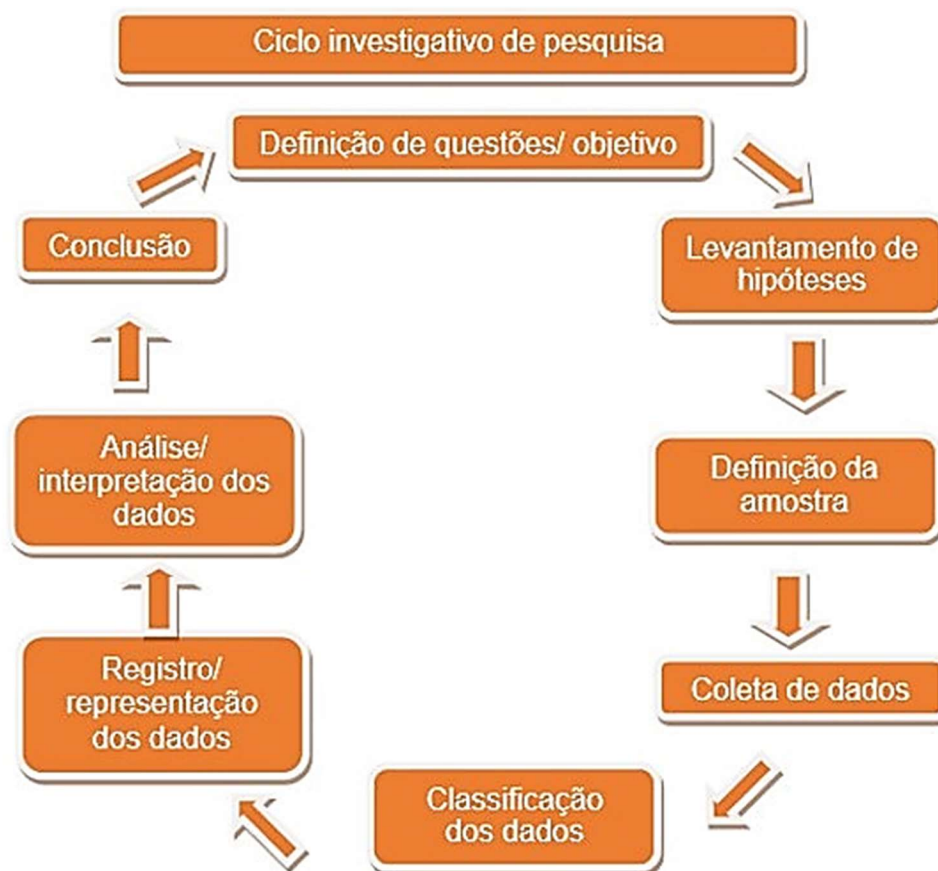 Ciclo investigativo de pesquisa
Definição de questões/ objetivo
Levantamento de
hipóteses
Definição da
amostra
Coleta de dados
Classificação
dos dados
Registro/
representação
dos dados
Análise/
interpretação dos
dados
Conclusão